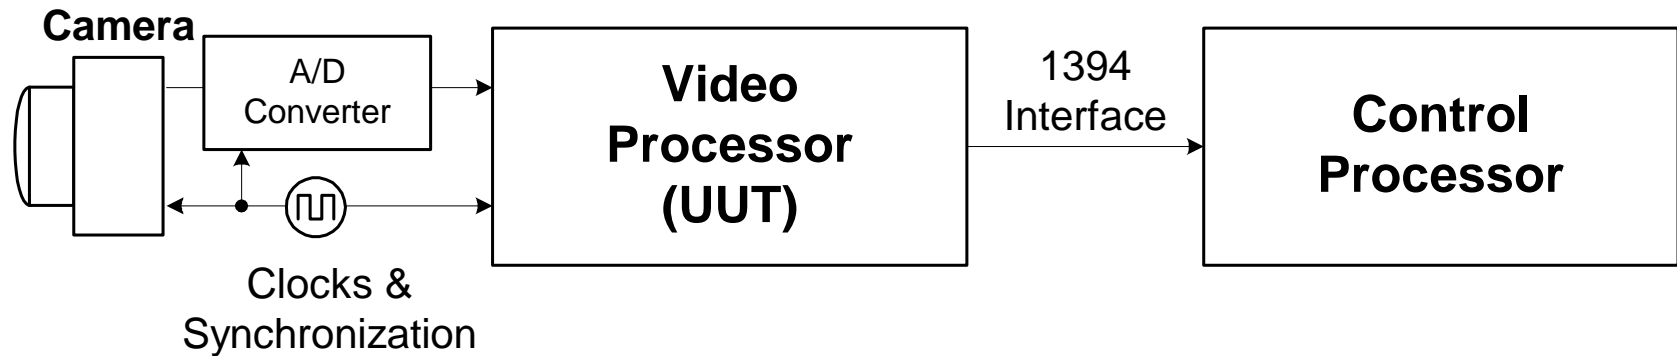 Camera
A/D
Converter
Video
Processor
(UUT)
1394
Interface
Control
Processor
Clocks &
Synchronization